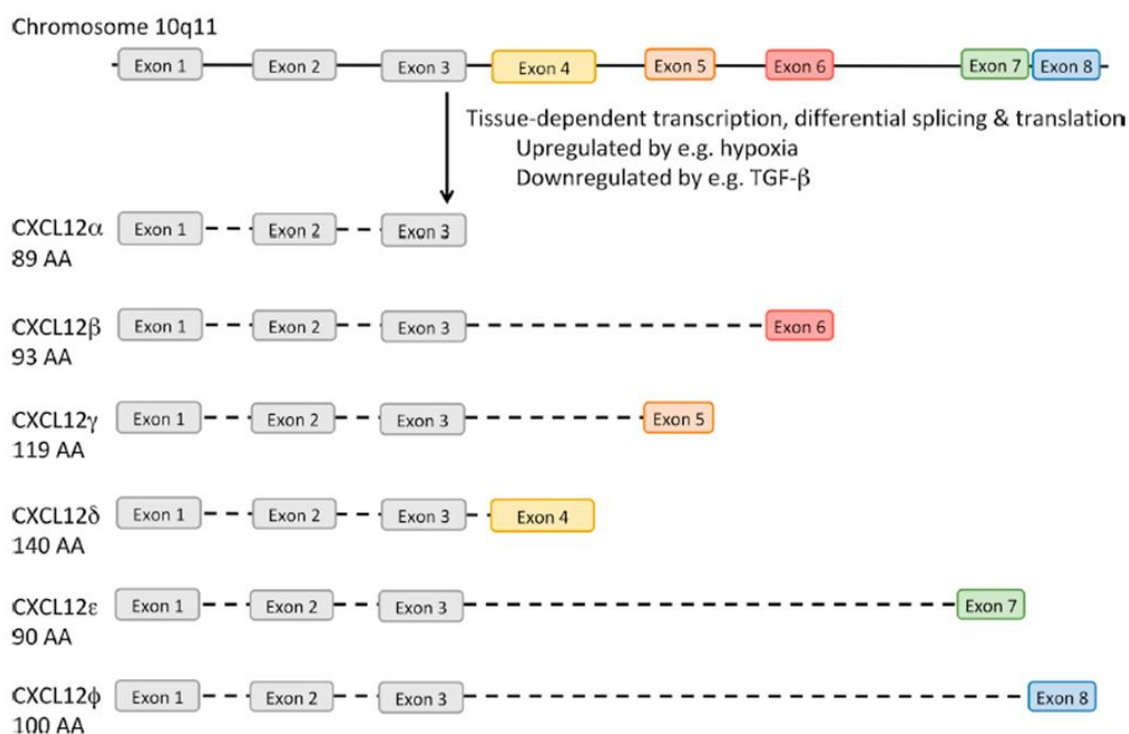 Chromosome 10q11
Exon 1 Exon 2 Exon 3 Exon 4 Exon 5 Exon 6 Exon 7 Exon 8
Tissue-dependent transcription, differential splicing & translation
Upregulated by e.g. hypoxia
Downregulated by e.g. TGF-β
CXCL12α Exon 1 Exon 2 Exon 3
89 AA
CXCL12β Exon 1 Exon 2 Exon 3 Exon 6
93 AA
CXCL12γ Exon 1 Exon 2 Exon 3 Exon 5
119 AA
CXCL12δ Exon 1 Exon 2 Exon 3 Exon 4
140 AA
CXCL12ε Exon 1 Exon 2 Exon 3 Exon 7
90 AA
CXCL12ϕ Exon 1 Exon 2 Exon 3 Exon 8
100 AA